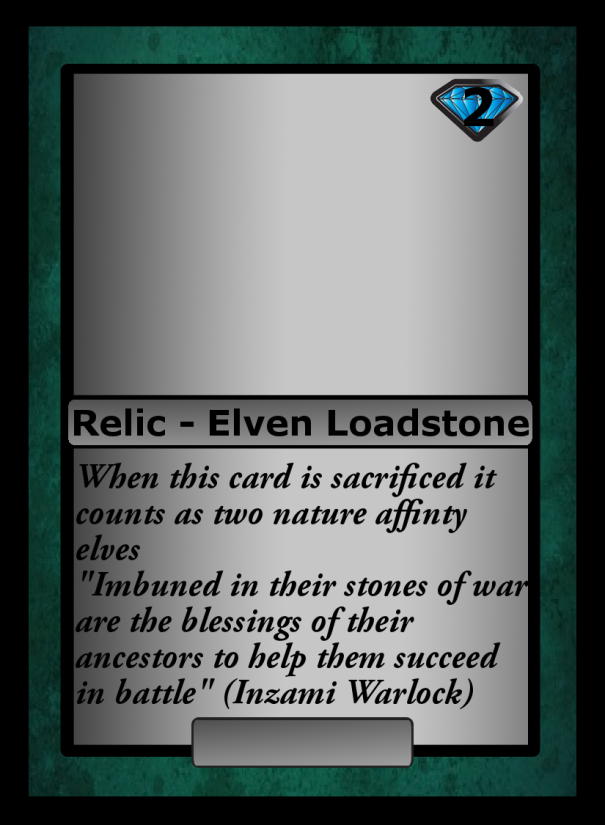 2
Relic - Elven Loadstone
When this card is sacrificed it
counts as two nature affinty
elves
"Imbuned in their stones of war
are the blessings of their
ancestors to help them succeed
in battle" (Inzami Warlock)